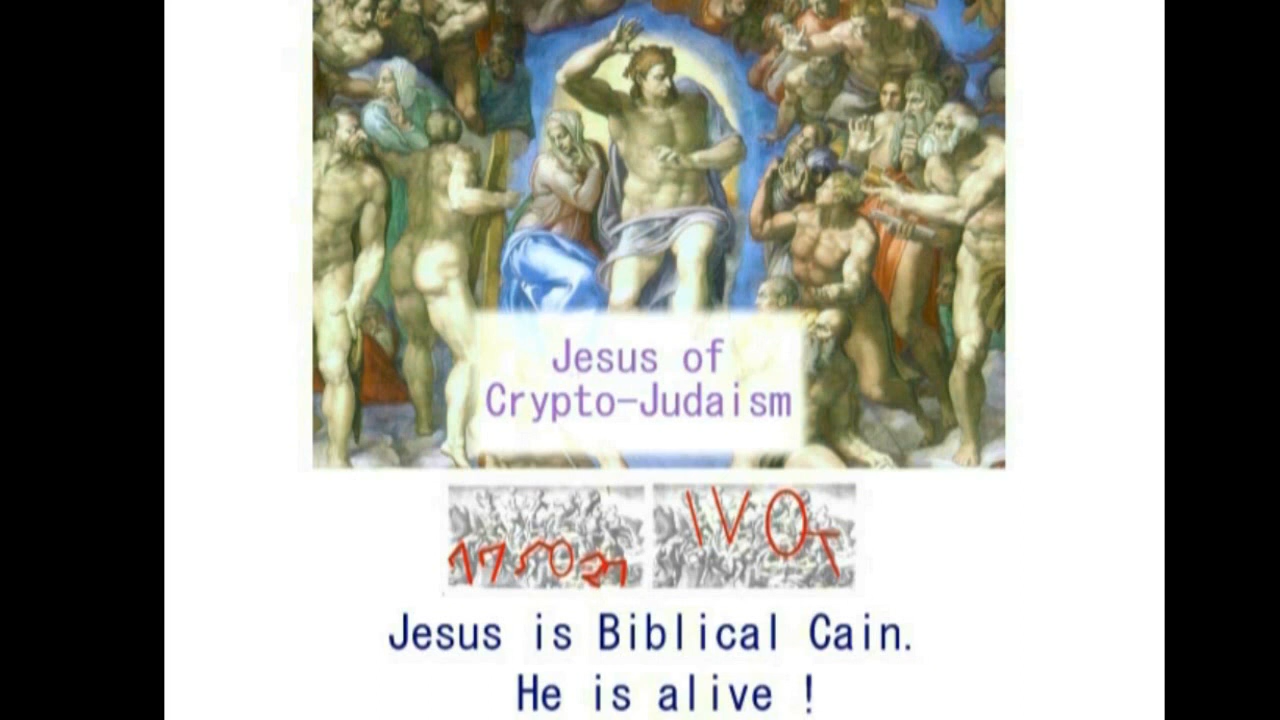 Jesus of
Crypto-Judaism
Jesus is Biblical Cain.
He is alive !